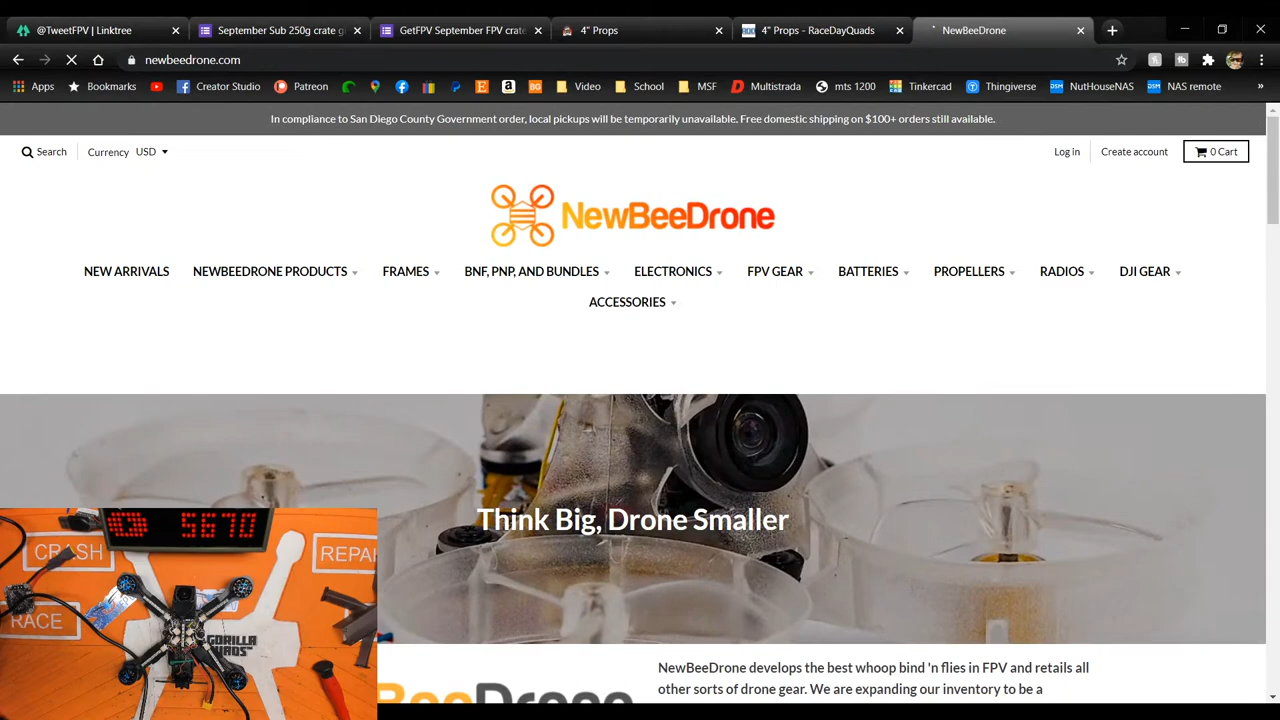 @TweetFPV | Linktree
September Sub 250g crate g
GetFPV September FPV crate
4" Props
4" Props - RaceDayQuads
NewBeeDrone
newbeedrone.com
Apps
Bookmarks
Creator Studio
Patreon
Video
School
MSF
Multistrada
mts 1200
Tinkercad
Thingiverse
NutHouseNAS
NAS remote
»
In compliance to San Diego County Government order, local pickups will be temporarily unavailable. Free domestic shipping on $100+ orders still available.
Search
Currency USD
Log in
Create account
0 Cart
NewBeeDrone
NEW ARRIVALS
NEWBEEDRONE PRODUCTS
FRAMES
BNF, PNP, AND BUNDLES
ELECTRONICS
FPV GEAR
BATTERIES
PROPELLERS
RADIOS
DJI GEAR
ACCESSORIES
Think Big, Drone Smaller
5670
CRASH
REPAI
RACE
GORILLA
NewBeeDrone develops the best whoop bind 'n flies in FPV and retails all
other sorts of drone gear. We are expanding our inventory to be a
BeeDrone